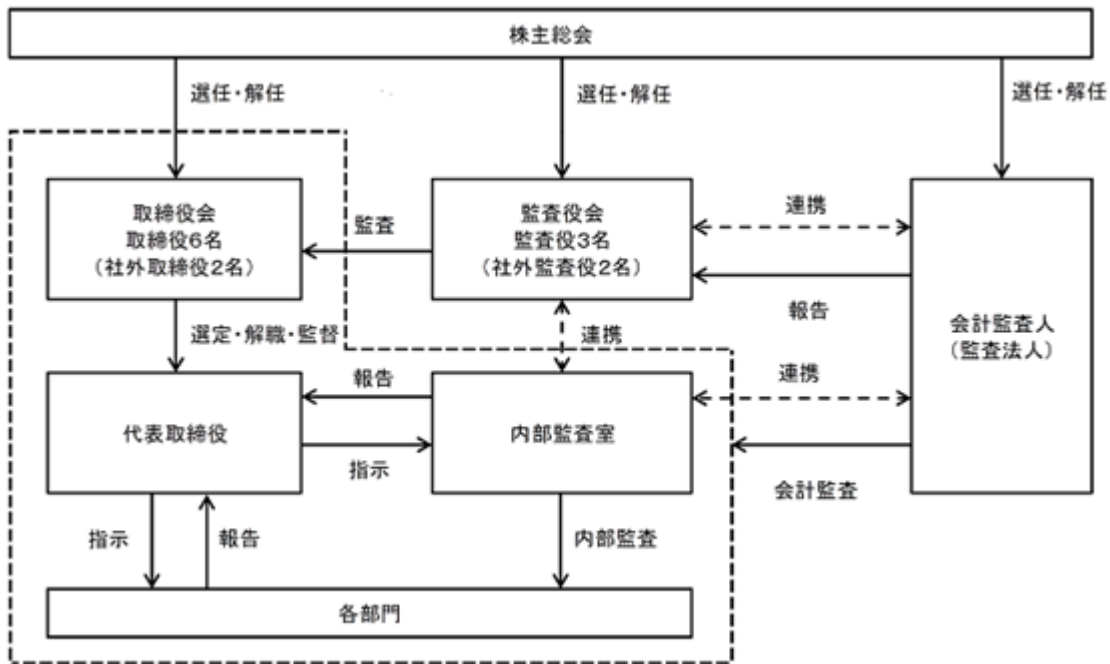 株主総会
選任・解任
選任・解任
選任・解任
取締役会
取締役6名
(社外取締役2名)
監査
監査役会
監査役3名
(社外監査役2名)
連携
報告
会計監査人
(監査法人)
選定・解職・監督
連携
連携
報告
代表取締役
指示
内部監査室
会計監査
指示
報告
内部監査
各部門